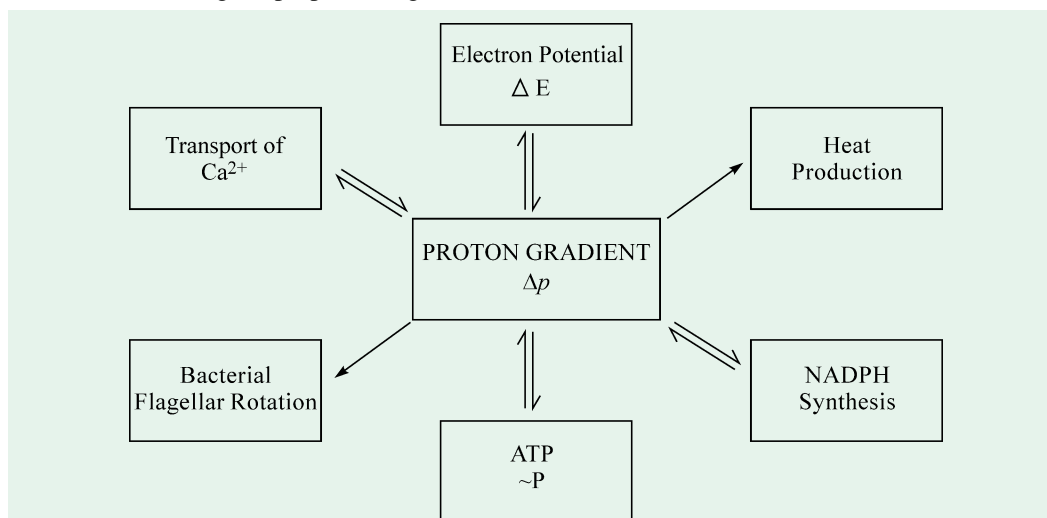 Electron Potential
Δ E
Transport of
Ca²⁺
Heat
Production
PROTON GRADIENT
Δp
Bacterial
Flagellar Rotation
NADPH
Synthesis
ATP
~P